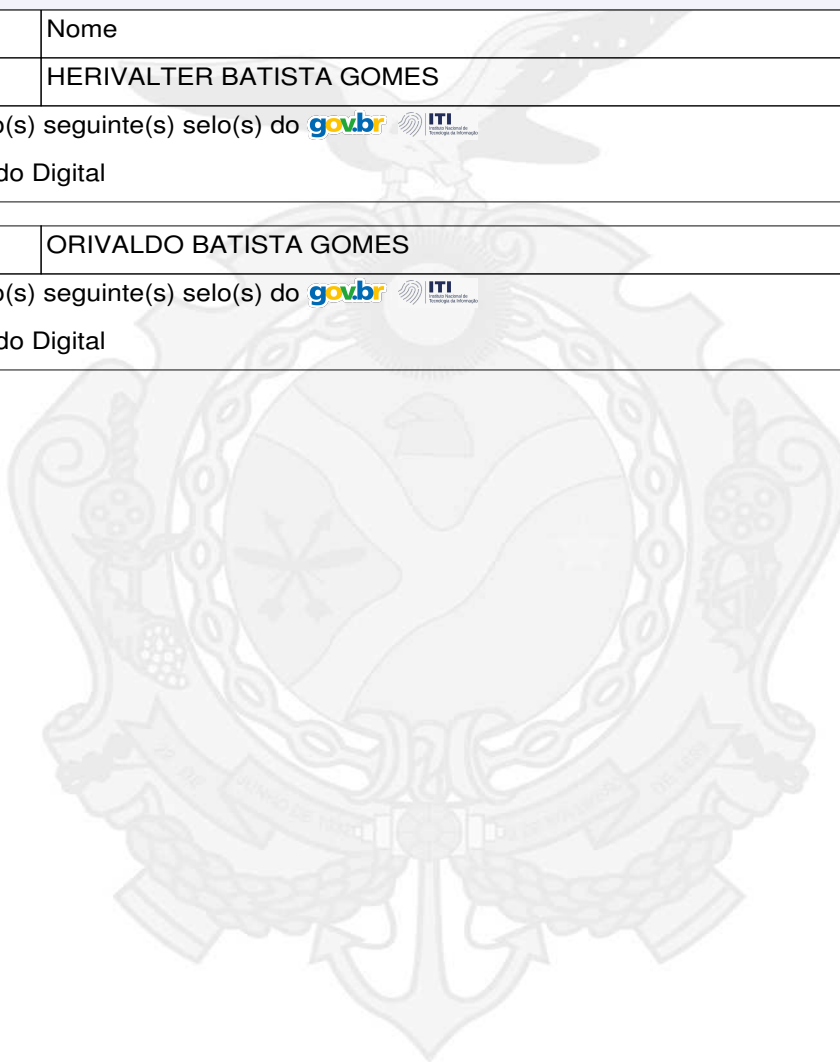 Nome
HERIVALTER BATISTA GOMES
o(s) seguinte(s) selo(s) do gov.br ITI
do Digital
ORIVALDO BATISTA GOMES
o(s) seguinte(s) selo(s) do gov.br ITI
do Digital